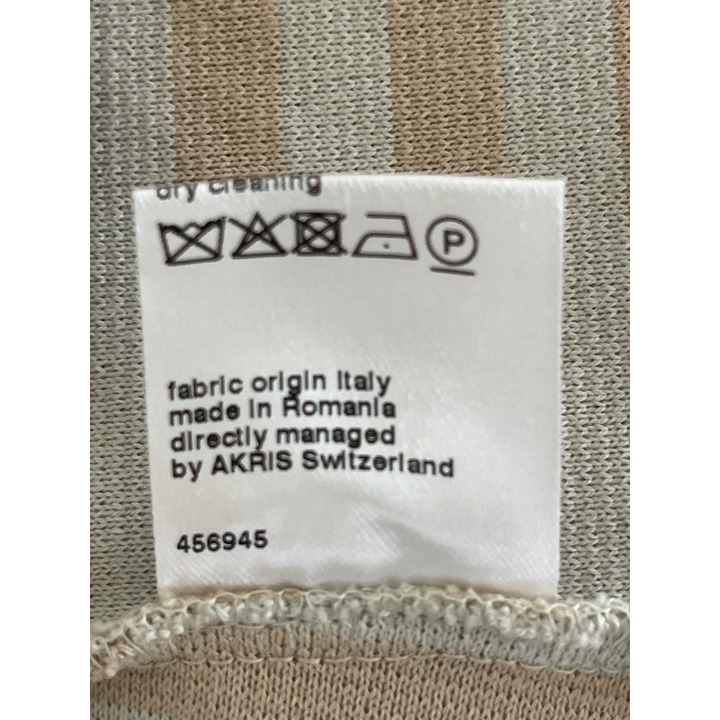 dry cleaning
P
fabric origin Italy
made in Romania
directly managed
by AKRIS Switzerland
456945